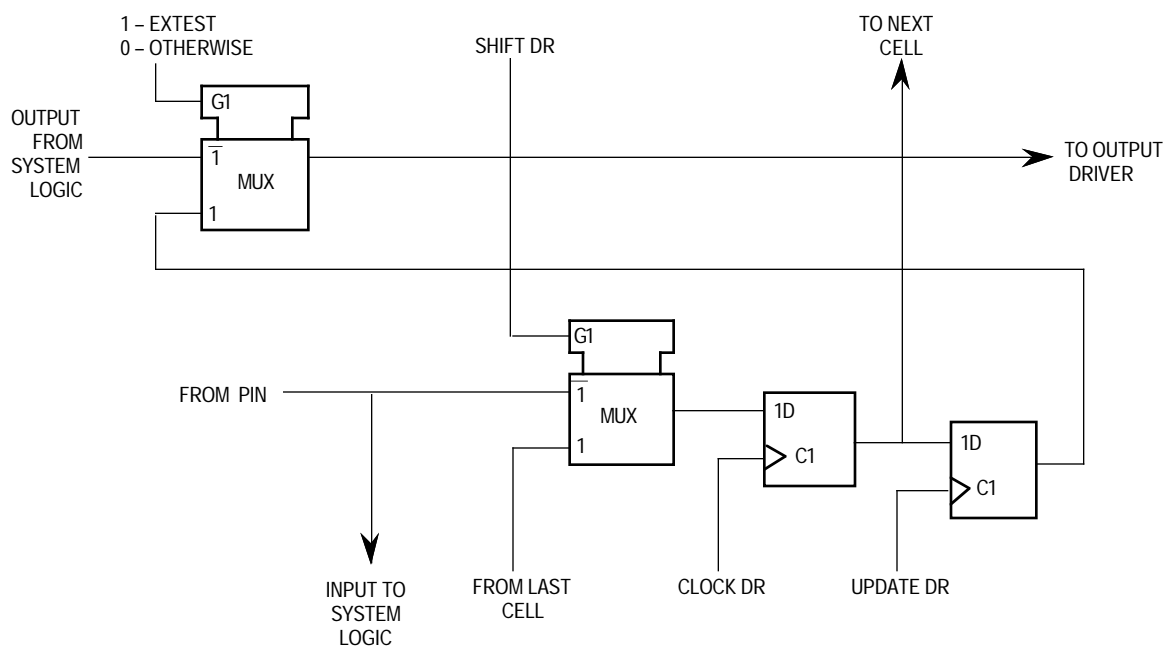 1 – EXTEST
0 – OTHERWISE
SHIFT DR
TO NEXT
CELL
G1
OUTPUT
FROM
SYSTEM
LOGIC
1
MUX
1
TO OUTPUT
DRIVER
G1
FROM PIN
1
MUX
1
1D
C1
1D
C1
INPUT TO
SYSTEM
LOGIC
FROM LAST
CELL
CLOCK DR
UPDATE DR